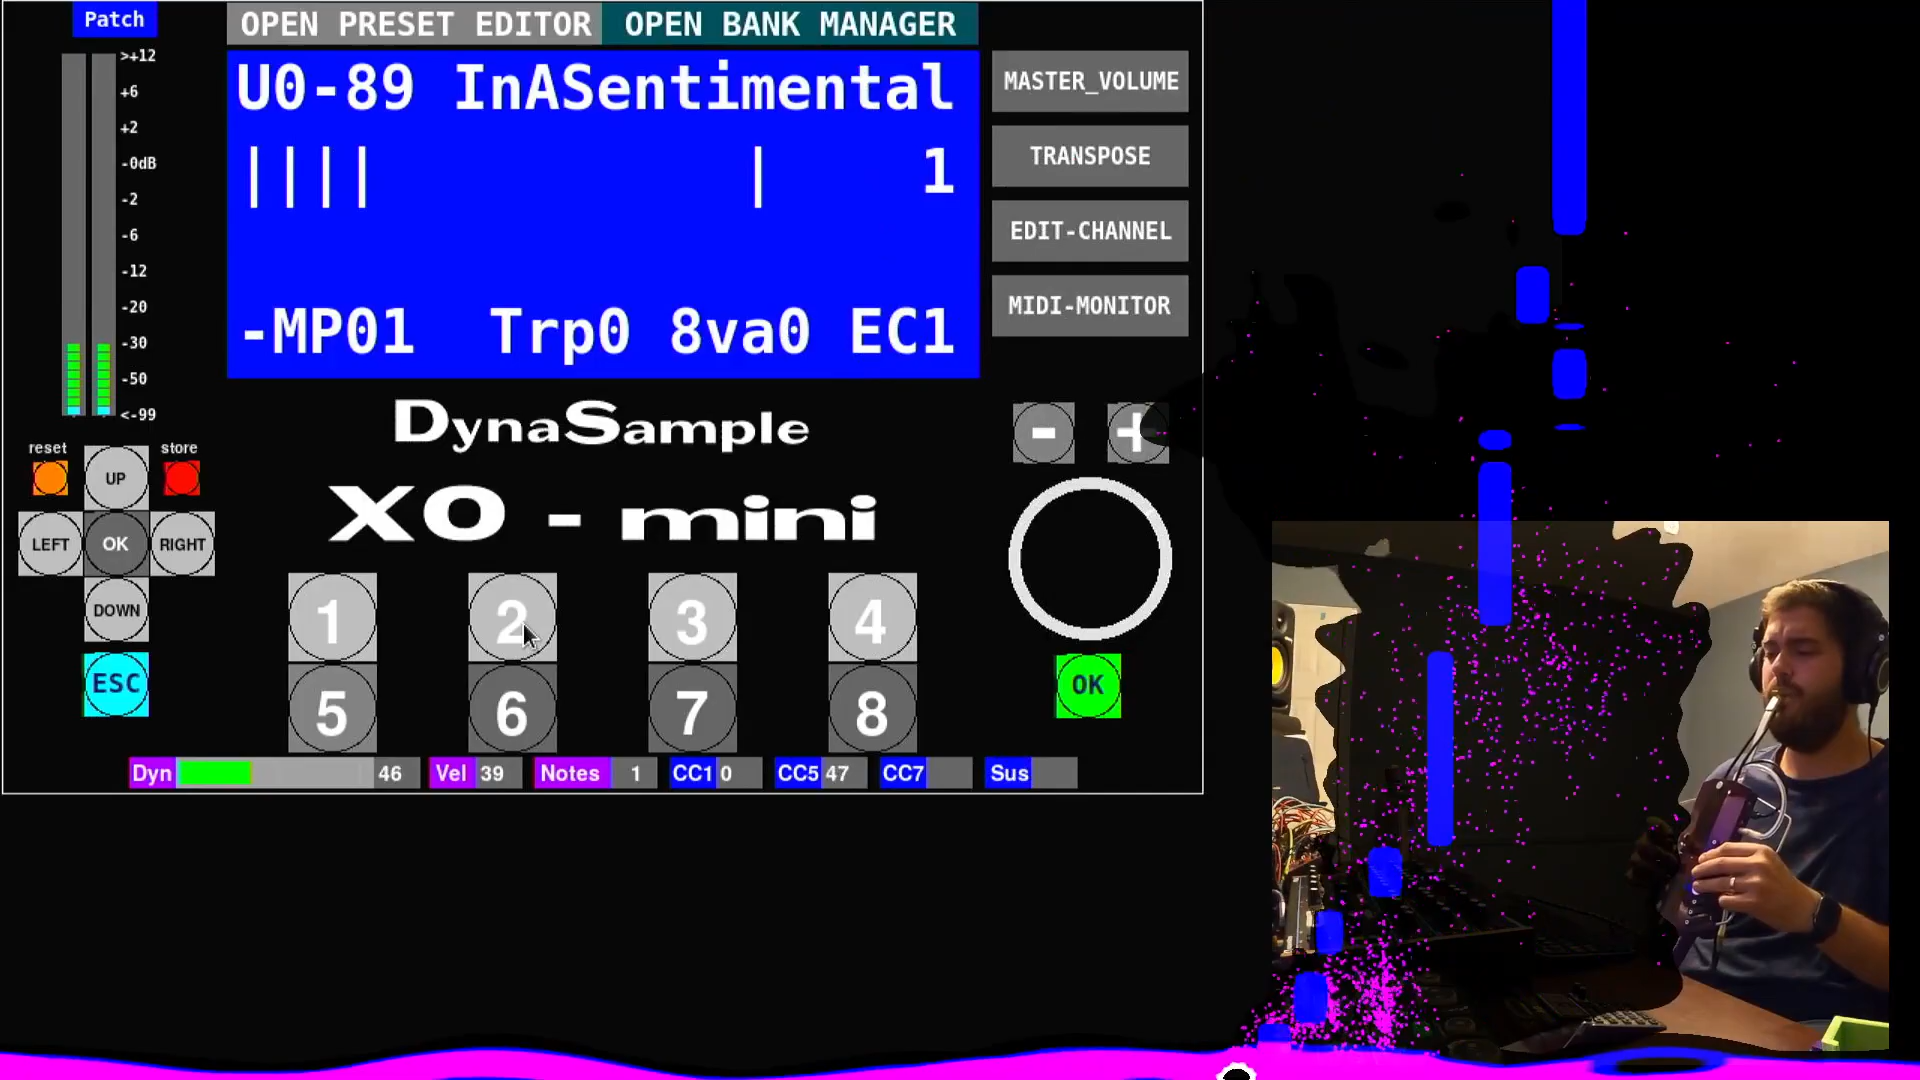 Patch
OPEN PRESET EDITOR
OPEN BANK MANAGER
U0-89 InASentimental
1
-MP01 Trp0 8va0 EC1
>+12
+6
+2
-0dB
-2
-6
-12
-20
-30
-50
<-99
MASTER_VOLUME
TRANSPOSE
EDIT-CHANNEL
MIDI-MONITOR
DynaSample
XO - mini
- +
reset
store
UP
LEFT OK RIGHT
DOWN
ESC
1 2 3 4
5 6 7 8
OK
Dyn 46 Vel 39 Notes 1 CC1 0 CC5 47 CC7 Sus